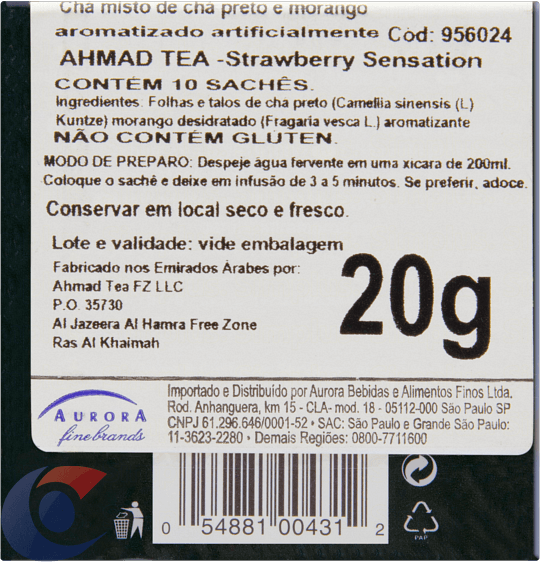 Chá misto de chá preto e morango
aromatizado artificialmente Cód: 956024
AHMAD TEA -Strawberry Sensation
CONTÉM 10 SACHÊS.
Ingredientes: Folhas e talos de chá preto (Camellia sinensis (L)
Kuntze) morango desidratado (Fragaria vesca L.) aromatizante
NÃO CONTÉM GLÚTEN.
MODO DE PREPARO: Despeje água fervente em uma xícara de 200ml.
Coloque o sachê e deixe em infusão de 3 a 5 minutos. Se preferir, adoce.
Conservar em local seco e fresco.
Lote e validade: vide embalagem
Fabricado nos Emirados Árabes por:
Ahmad Tea FZ LLC
P.O. 35730
Al Jazeera Al Hamra Free Zone
Ras Al Khaimah
20g
AURORA
finebrands
Importado e Distribuído por Aurora Bebidas e Alimentos Finos Ltda.
Rod. Anhanguera, km 15 - CLA- mod. 18 - 05112-000 São Paulo SP
CNPJ 61.296.646/0001-52 • SAC: São Paulo e Grande São Paulo:
11-3623-2280 • Demais Regiões: 0800-7711600
0 54881 00431 2
PAP